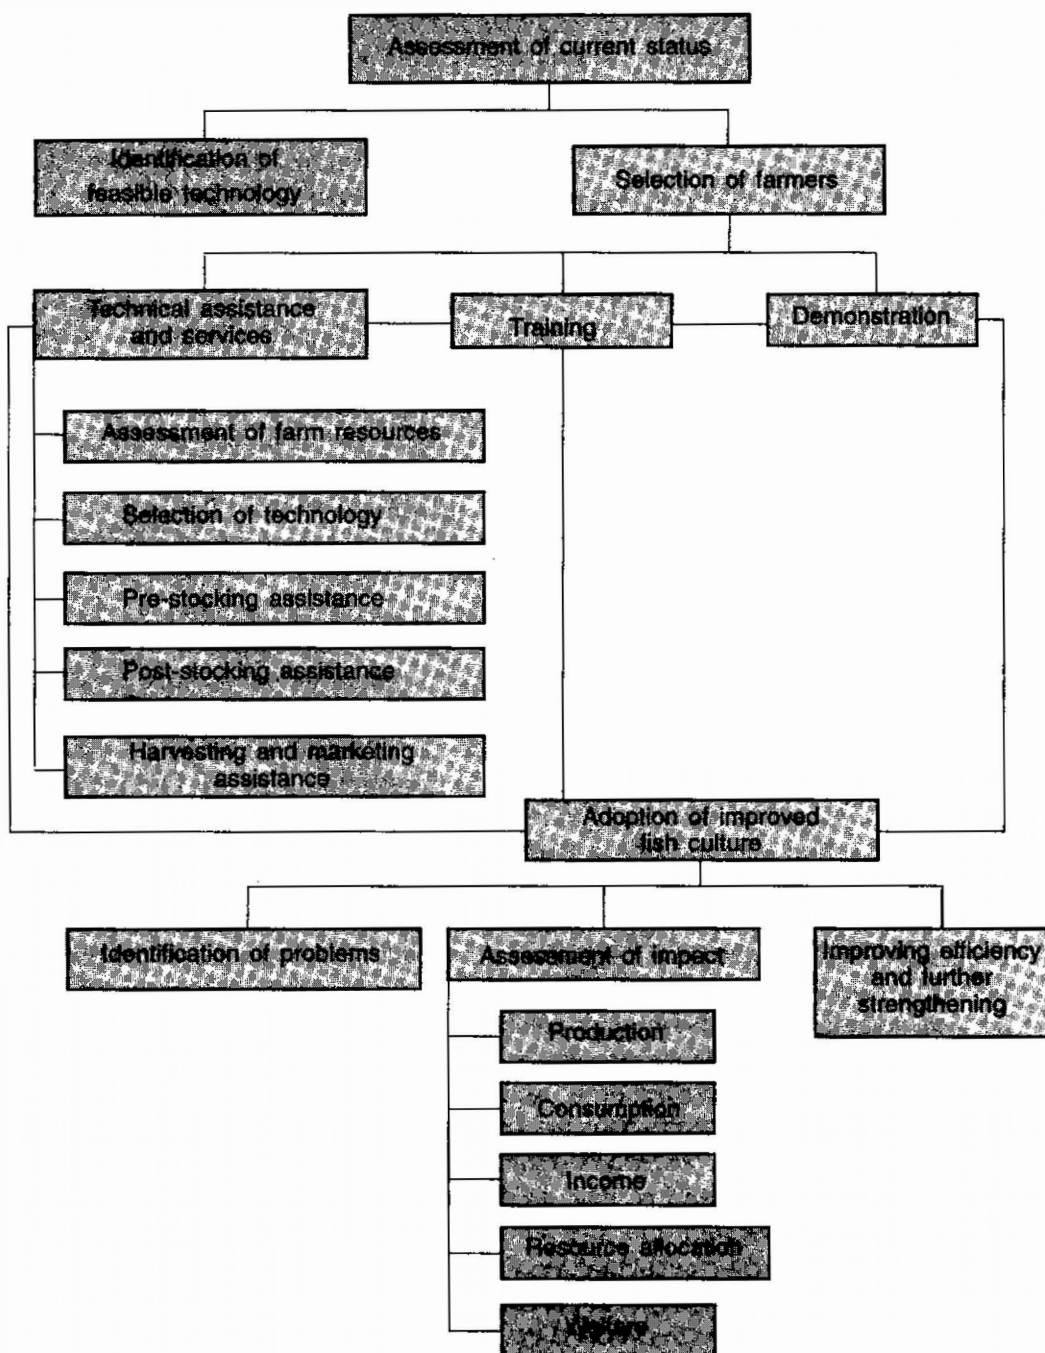 Assessment of current status
Identification of
feasible technology
Selection of farmers
Technical assistance
and services
Training
Demonstration
Assessment of farm resources
Selection of technology
Pre-stocking assistance
Post-stocking assistance
Harvesting and marketing
assistance
Adoption of improved
fish culture
Identification of problems
Assessment of impact
Improving efficiency
and further
strengthening
Production
Consumption
Income
Resource allocation
Welfare